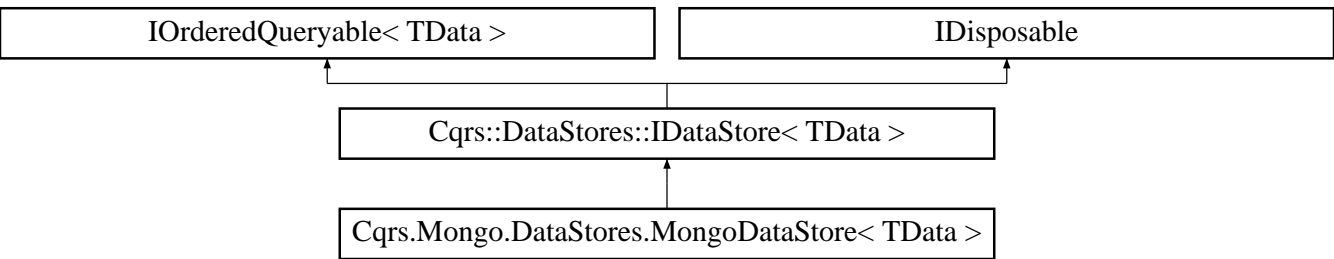 IOrderedQueryable< TData >
IDisposable
Cqrs::DataStores::IDataStore< TData >
Cqrs.Mongo.DataStores.MongoDataStore< TData >